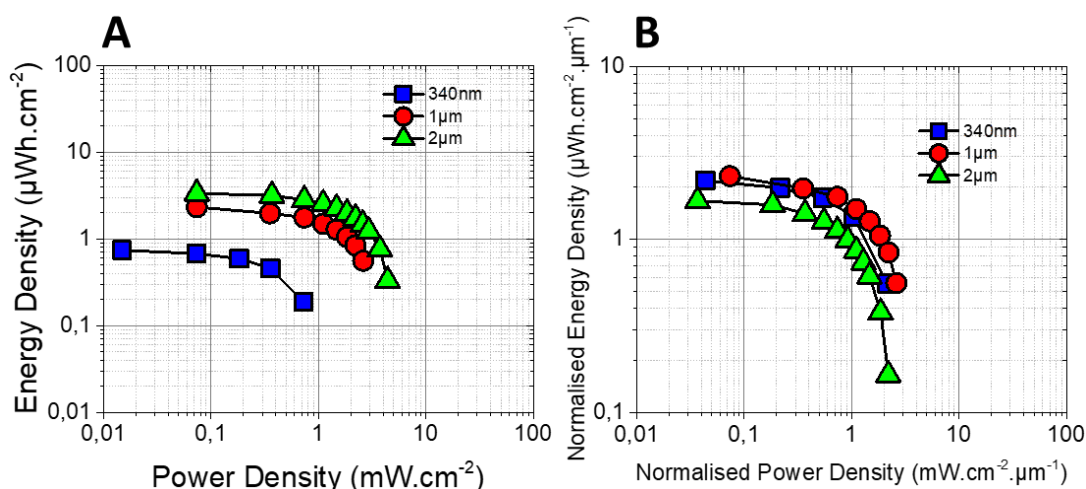 A
Energy Density (µWh.cm-2)
100
10
1
0,1
0,01
340nm
1µm
2µm
0,01 0,1 1 10 100
Power Density (mW.cm-2)
B
Normalised Energy Density (µWh.cm-2.µm-1)
10
1
0,1
340nm
1µm
2µm
0,1 1 10 100
Normalised Power Density (mW.cm-2.µm-1)